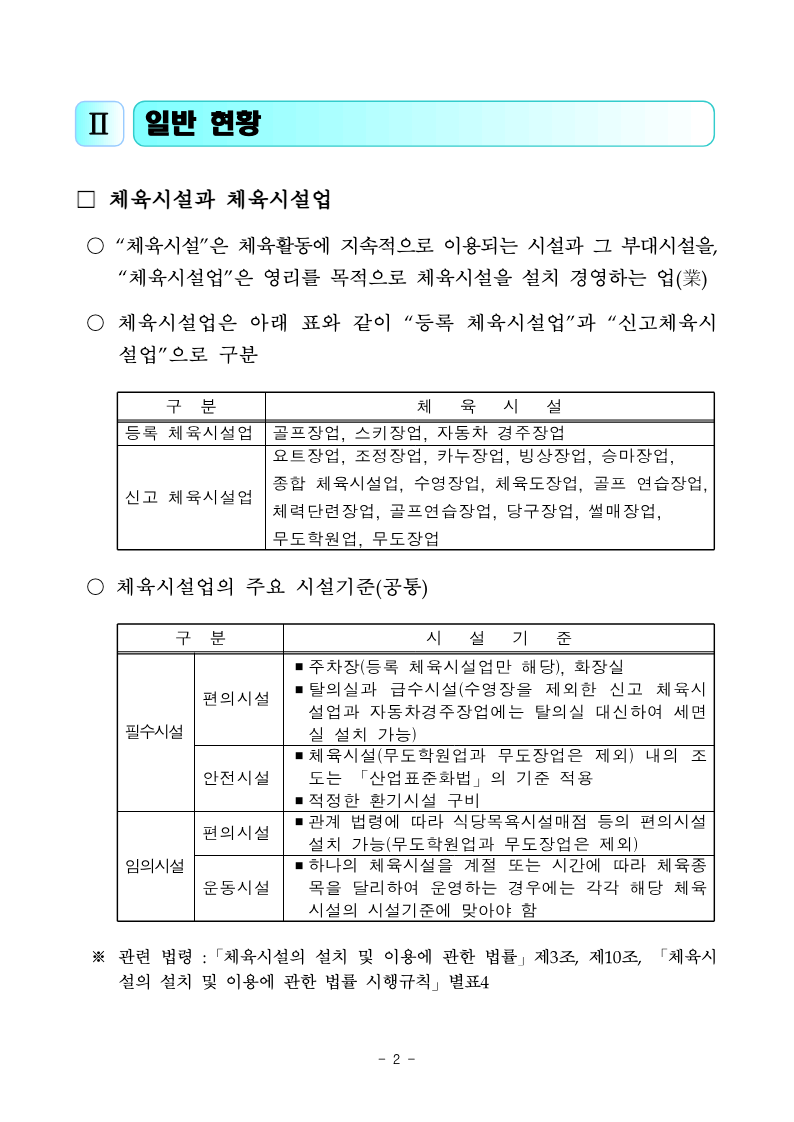 Ⅱ 일반 현황
□ 체육시설과 체육시설업
○ “체육시설”은 체육활동에 지속적으로 이용되는 시설과 그 부대시설을,
“체육시설업”은 영리를 목적으로 체육시설을 설치 경영하는 업(業)
○ 체육시설업은 아래 표와 같이 “등록 체육시설업”과 “신고체육시
설업”으로 구분
구 분 체 육 시 설
등록 체육시설업 골프장업, 스키장업, 자동차 경주장업
신고 체육시설업
요트장업, 조정장업, 카누장업, 빙상장업, 승마장업,
종합 체육시설업, 수영장업, 체육도장업, 골프 연습장업,
체력단련장업, 골프연습장업, 당구장업, 썰매장업,
무도학원업, 무도장업
○ 체육시설업의 주요 시설기준(공통)
구 분 시 설 기 준
필수시설
편의시설
■ 주차장(등록 체육시설업만 해당), 화장실
■ 탈의실과 급수시설(수영장을 제외한 신고 체육시
설업과 자동차경주장업에는 탈의실 대신하여 세면
실 설치 가능)
안전시설
■ 체육시설(무도학원업과 무도장업은 제외) 내의 조
도는 「산업표준화법」의 기준 적용
■ 적정한 환기시설 구비
임의시설
편의시설
■ 관계 법령에 따라 식당목욕시설매점 등의 편의시설
설치 가능(무도학원업과 무도장업은 제외)
운동시설
■ 하나의 체육시설을 계절 또는 시간에 따라 체육종
목을 달리하여 운영하는 경우에는 각각 해당 체육
시설의 시설기준에 맞아야 함
※ 관련 법령 :「체육시설의 설치 및 이용에 관한 법률」제3조, 제10조, 「체육시
설의 설치 및 이용에 관한 법률 시행규칙」별표4
- 2 -